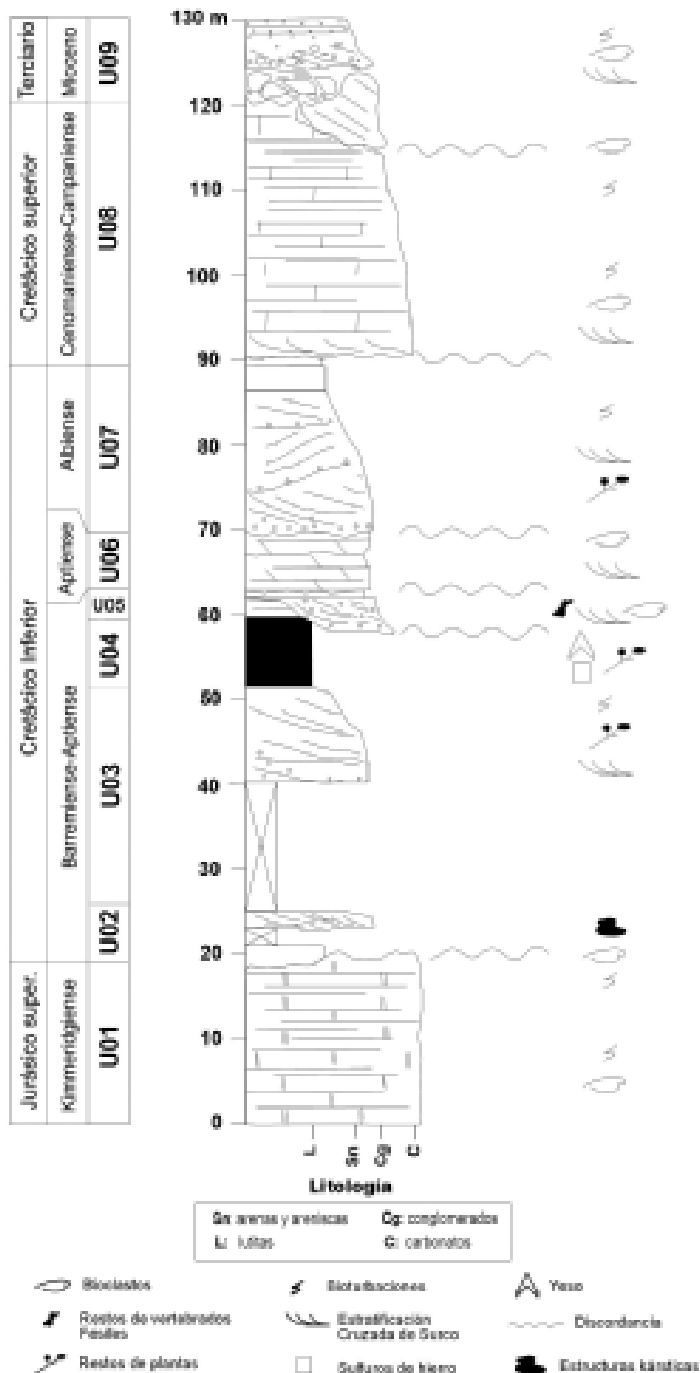 130 m
120
110
100
90
80
70
60
50
40
30
20
10
0
Terciario
Mioceno
U09
Cretácico superior
Cenomaniense-Campaniense
U08
Cretácico Inferior
Albiense
U07
Aptiense
U06
U05
Barremiense-Aptiense
U04
U03
U02
Jurásico super.
Kimmeridgiense
U01
L Sn Cg C
Litología
Sn: arenas y areniscas Cg: conglomerados
L: lutitas C: carbonatos
Bioclastos Bioturbaciones Yeso
Restos de vertebrados Fósiles Estratificación Cruzada de Surco Discordancia
Restos de plantas Sulfuros de hierro Estructuras kársticas